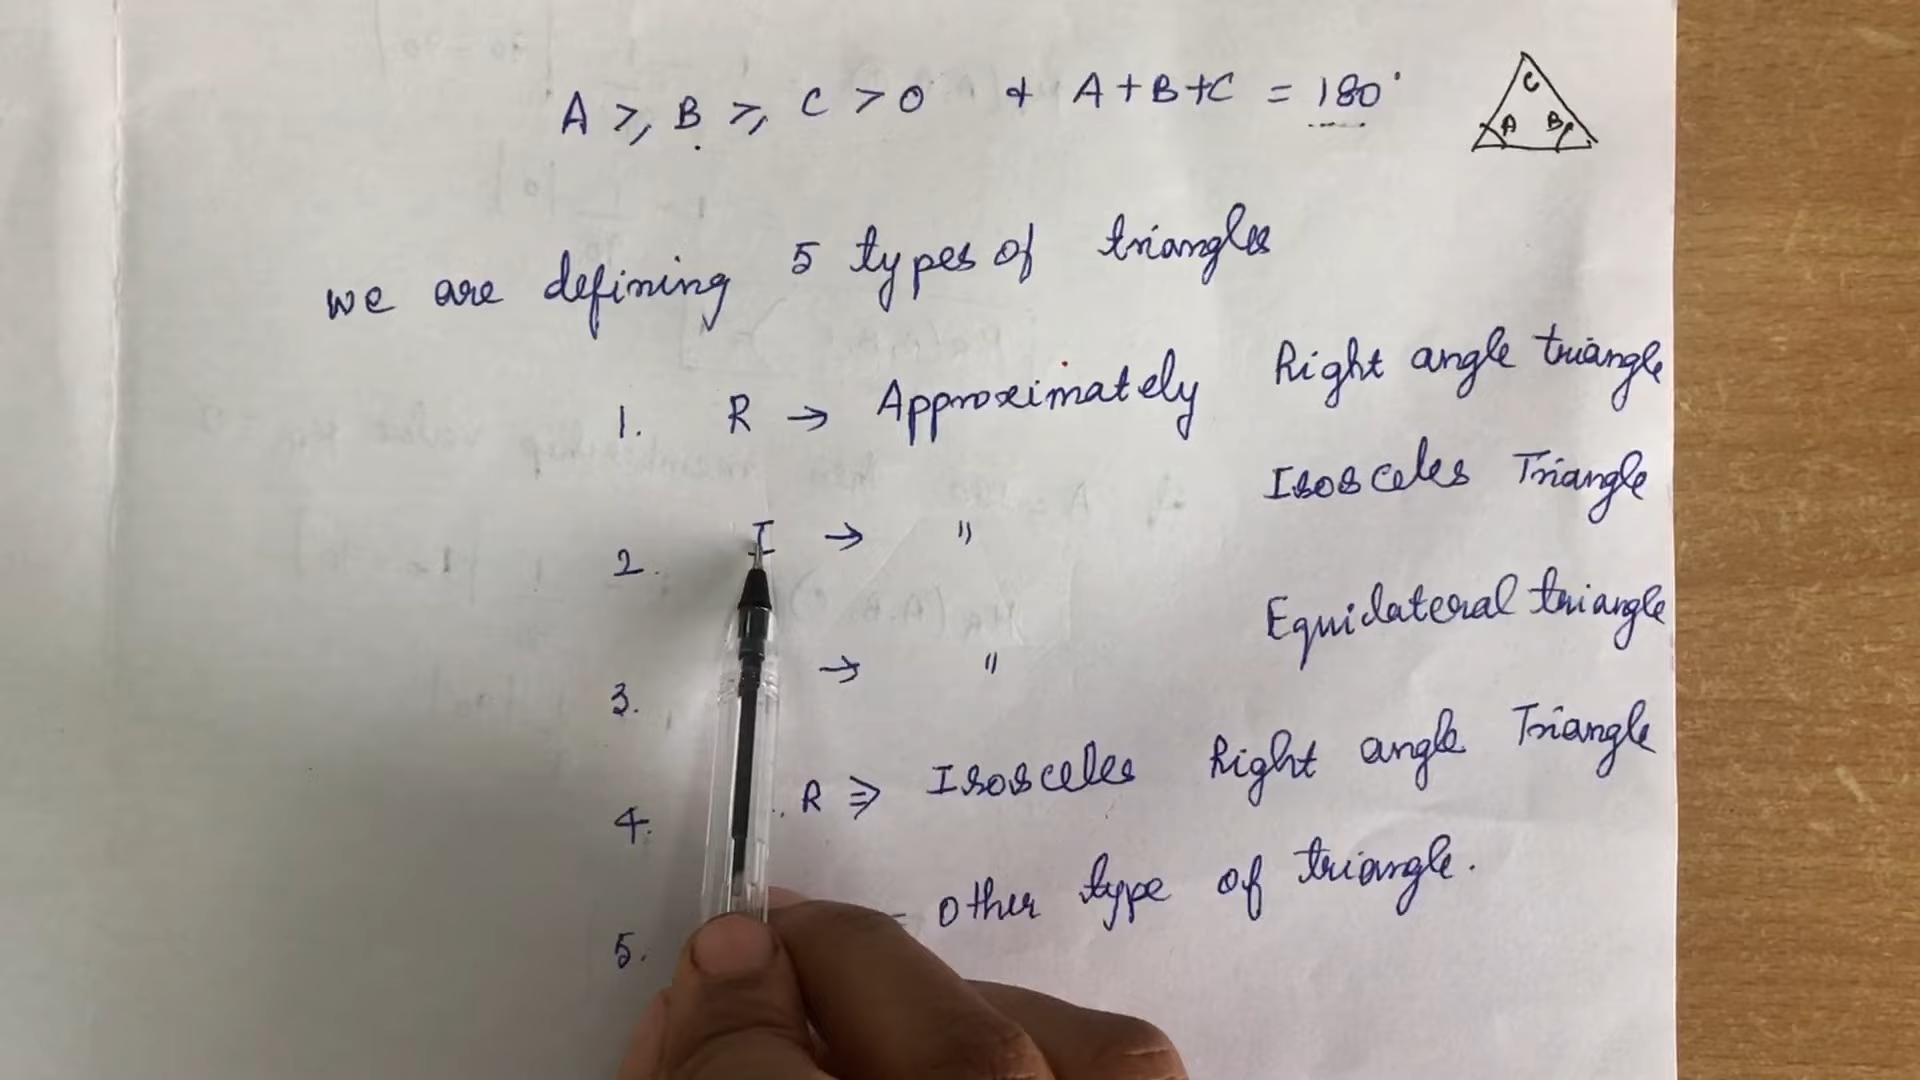 A ⩾ B ⩾ C > 0 & A+B+C = 180°
C
A B
we are defining 5 types of triangles
1. R → Approximately Right angle triangle
2. I → " Isosceles Triangle
3. → " Equilateral triangle
4. . R ⇒ Isosceles Right angle Triangle
5. = other type of triangle.